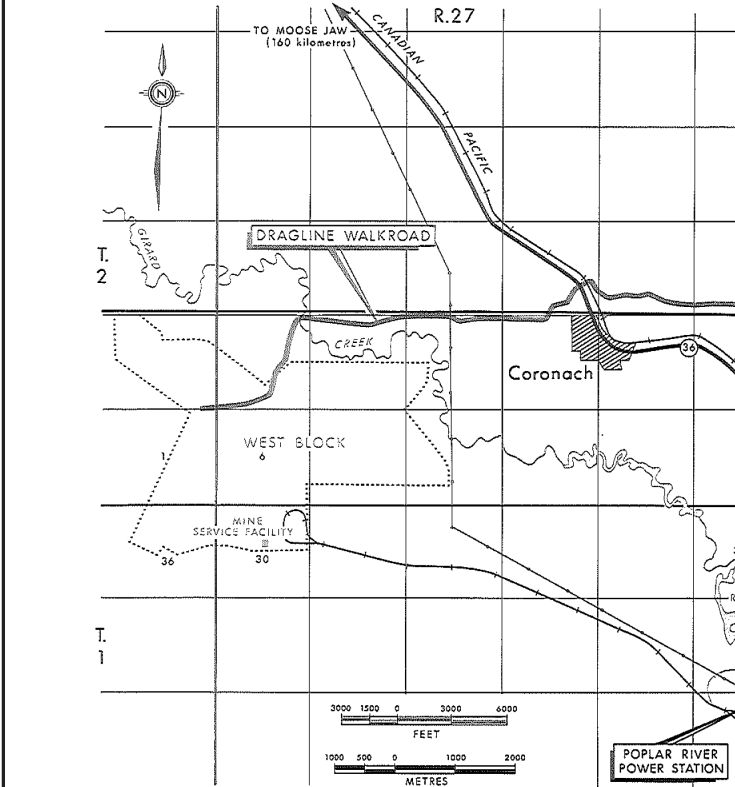 R.27
TO MOOSE JAW
(160 kilometres)
CANADIAN
PACIFIC
N
GIRARD
DRAGLINE WALKROAD
T.
2
CREEK
36
Coronach
WEST BLOCK
1
6
MINE
SERVICE FACILITY
36
30
R
T.
1
3000 1500 0 3000 6000
FEET
1000 500 0 1000 2000
METRES
POPLAR RIVER
POWER STATION